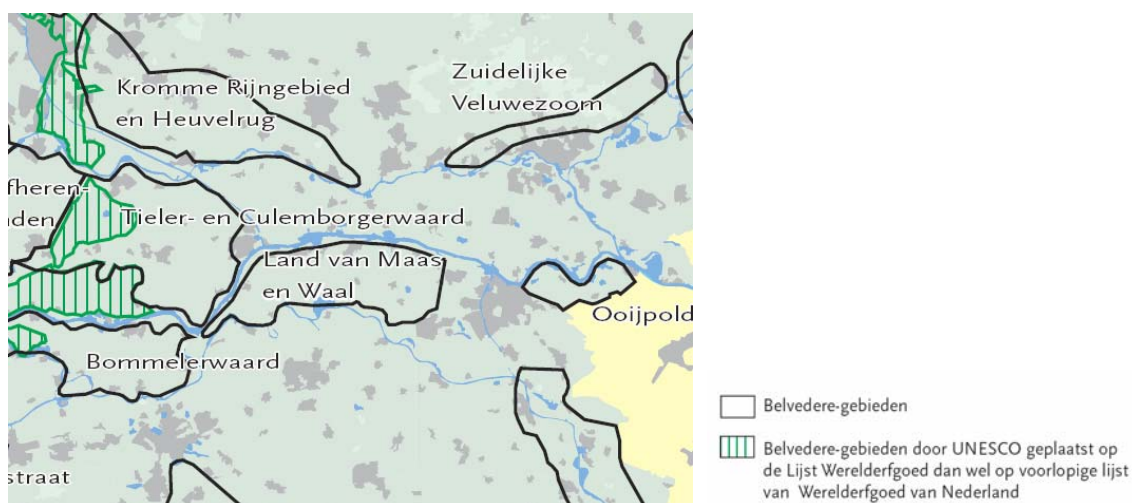 Kromme Rijngebied
en Heuvelrug
Zuidelijke
Veluwezoom
fheren-
nden
Tieler- en Culemborgerwaard
Land van Maas
en Waal
Ooijpold
Bommelerwaard
straat
Belvedere-gebieden
Belvedere-gebieden door UNESCO geplaatst op
de Lijst Werelderfgoed dan wel op voorlopige lijst
van Werelderfgoed van Nederland